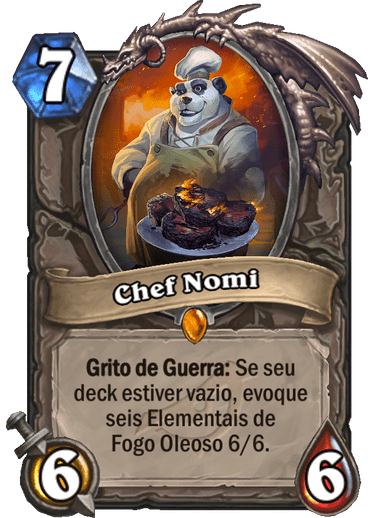 7
Chef Nomi
Grito de Guerra: Se seu
deck estiver vazio, evoque
seis Elementais de
Fogo Oleoso 6/6.
6
6